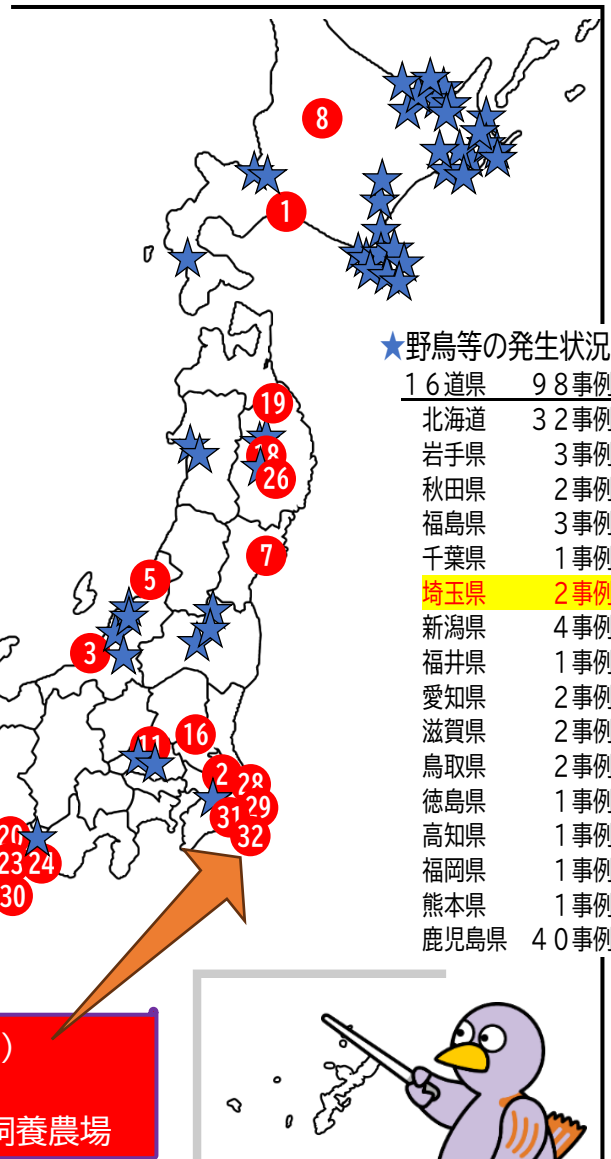 8
1
★野鳥等の発生状況
16道県 98事例
北海道 32事例
岩手県 3事例
秋田県 2事例
福島県 3事例
千葉県 1事例
埼玉県 2事例
新潟県 4事例
福井県 1事例
愛知県 2事例
滋賀県 2事例
鳥取県 2事例
徳島県 1事例
高知県 1事例
福岡県 1事例
熊本県 1事例
鹿児島県 40事例
19
18
26
7
5
3
16
11
2
28
29
31
32
20
23
24
30
)
飼養農場